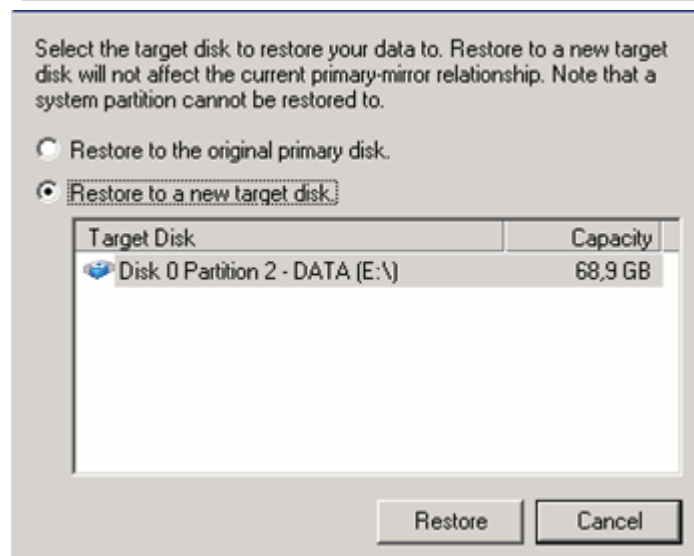 Select the target disk to restore your data to. Restore to a new target
disk will not affect the current primary-mirror relationship. Note that a
system partition cannot be restored to.
Restore to the original primary disk.
Restore to a new target disk.
Target Disk Capacity
Disk 0 Partition 2 - DATA (E:\) 68,9 GB
Restore Cancel